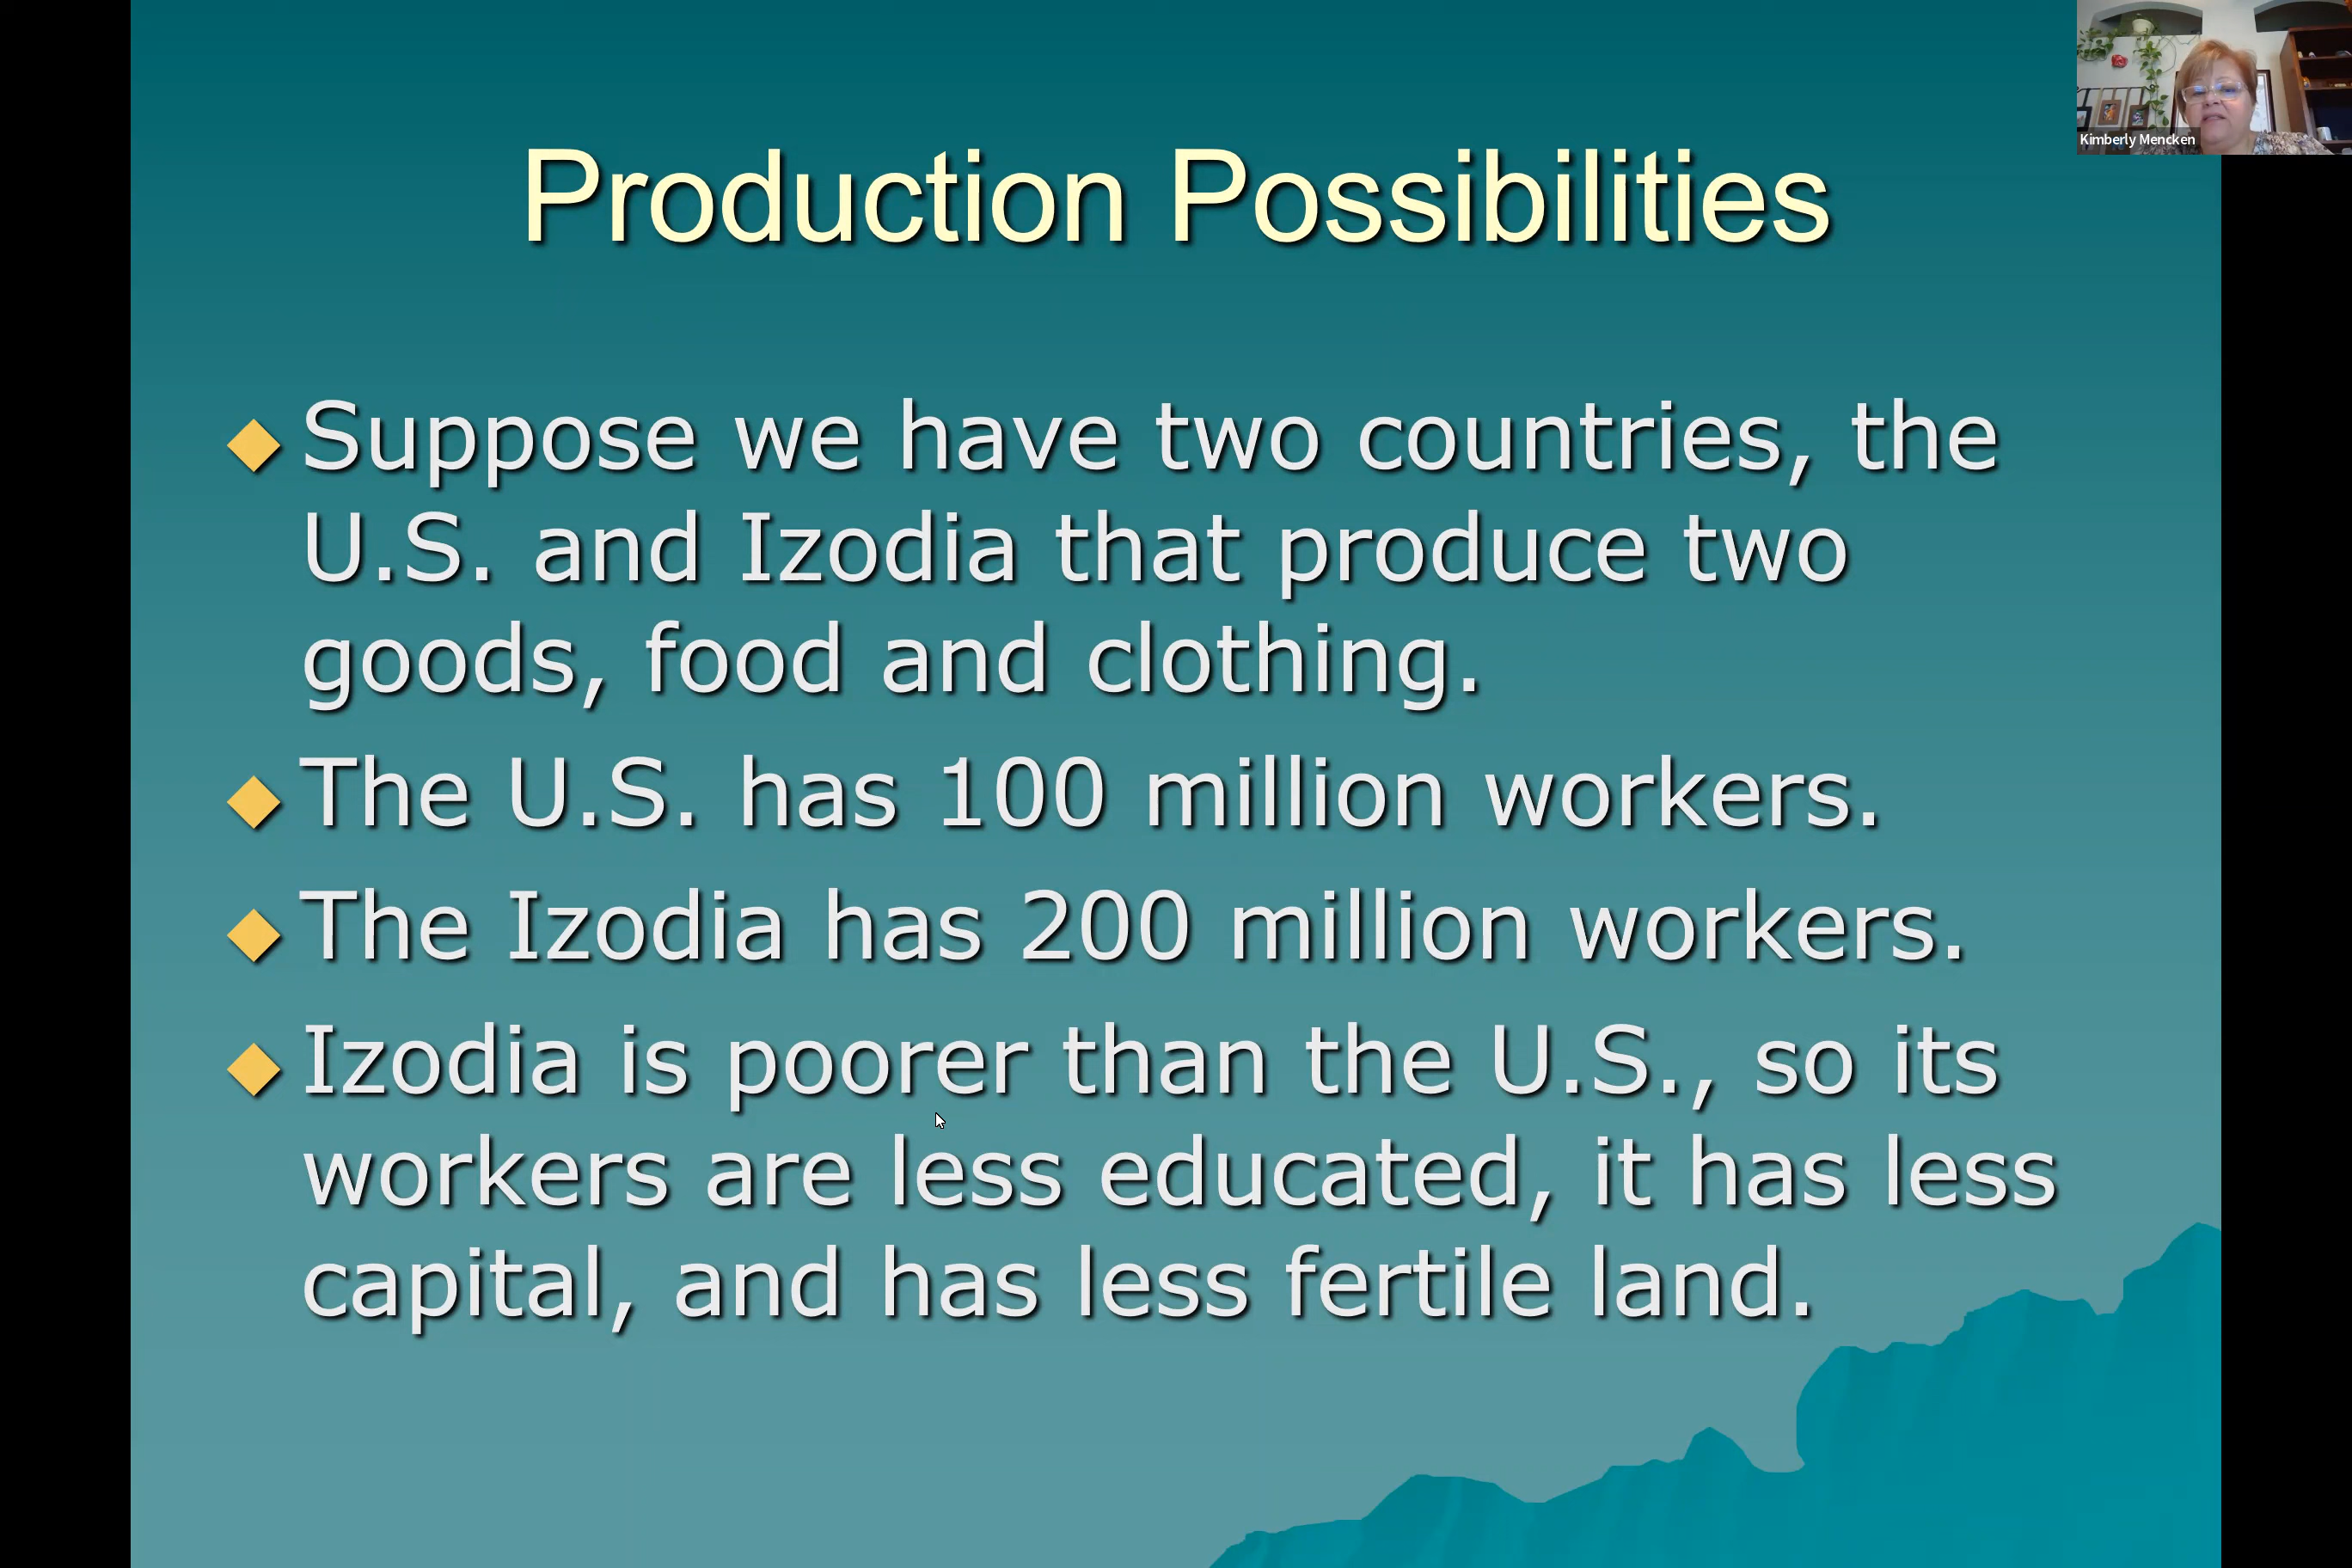 Kimberly Mencken
Production Possibilities
Suppose we have two countries, the
U.S. and Izodia that produce two
goods, food and clothing.
The U.S. has 100 million workers.
The Izodia has 200 million workers.
Izodia is poorer than the U.S., so its
workers are less educated, it has less
capital, and has less fertile land.